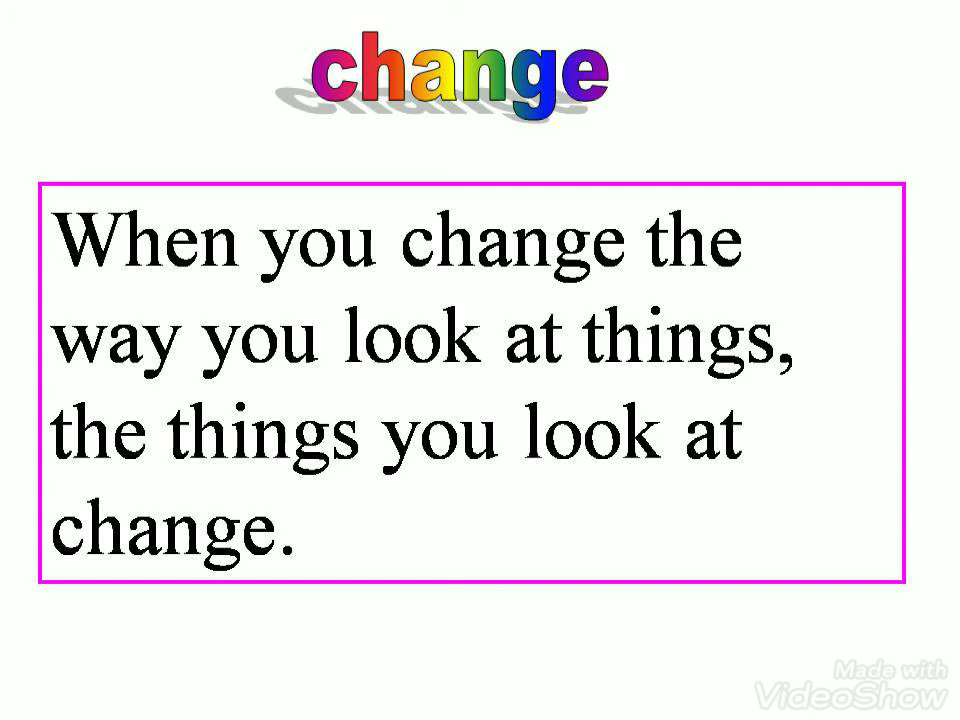 change
When you change the
way you look at things,
the things you look at
change.
Made with
VideoShow